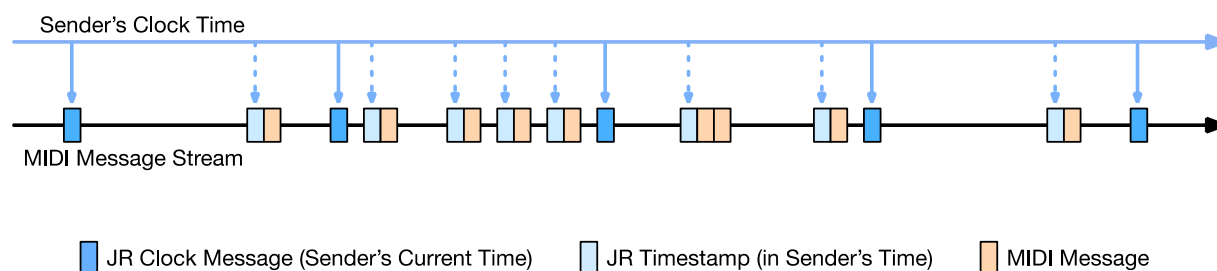 Sender’s Clock Time
MIDI Message Stream
JR Clock Message (Sender’s Current Time)
JR Timestamp (in Sender’s Time)
MIDI Message